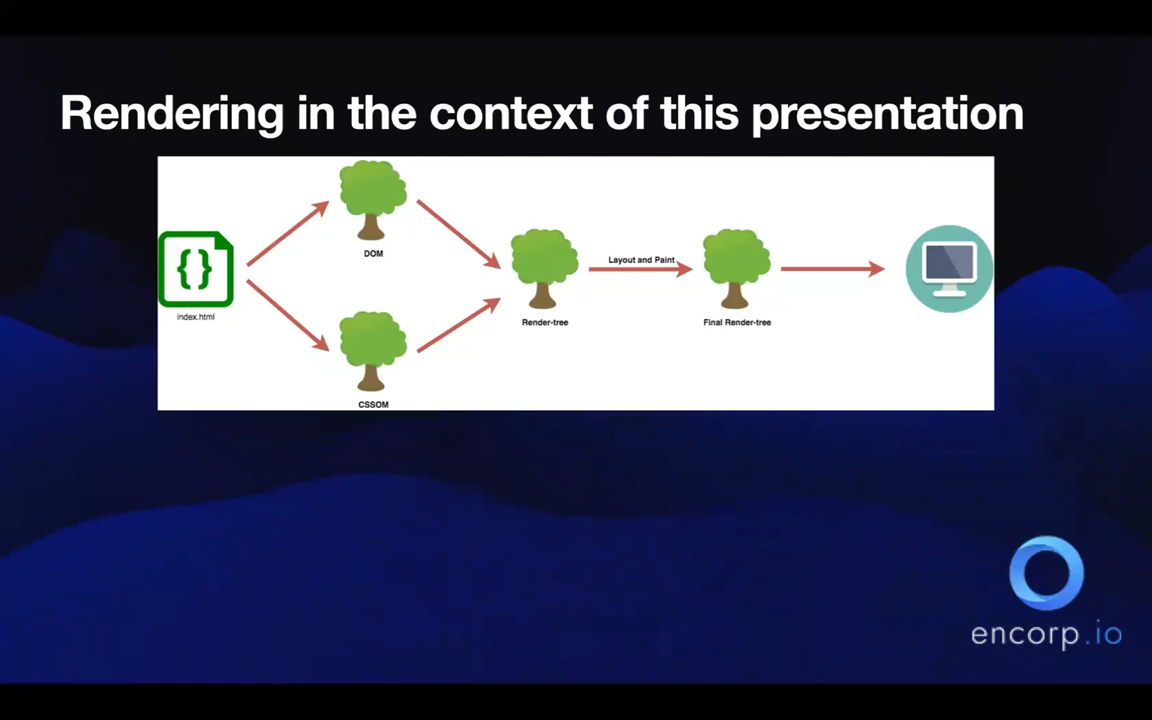 Rendering in the context of this presentation
{}
index.html
DOM
CSSOM
Render-tree
Layout and Paint
Final Render-tree
encorp.io